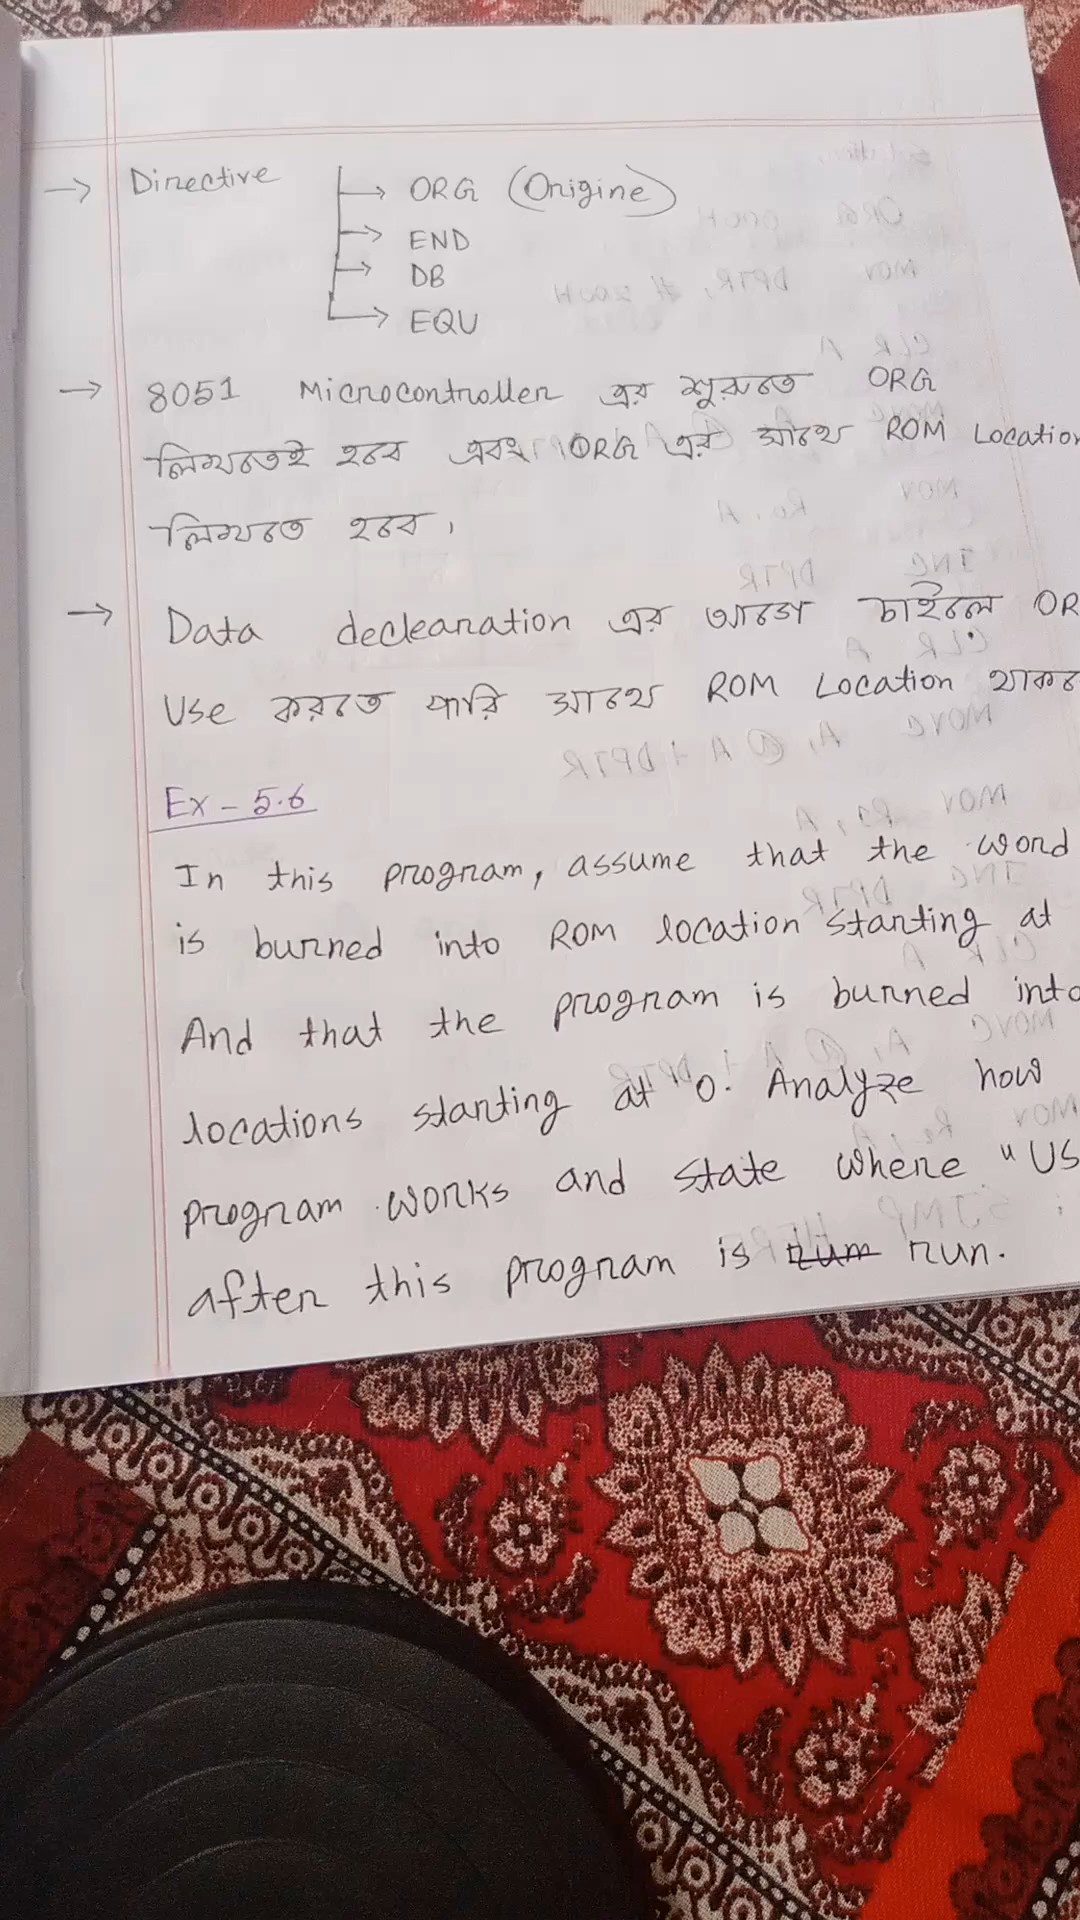 → Directive → ORG (Origine)
→ END
→ DB
→ EQU
→ 8051 Microcontroller এর শুরুতে ORG
লিখতেই হবে এবং ORG এর সাথে ROM Location
লিখতে হবে।
→ Data declearation এর আগে চাইলে OR
Use করতে পারি সাথে ROM Location
Ex - 5.6
In this program, assume that the word
is burned into ROM location starting at
And that the program is burned into
locations starting at 0. Analyze how
program works and state where "US
after this program is run.